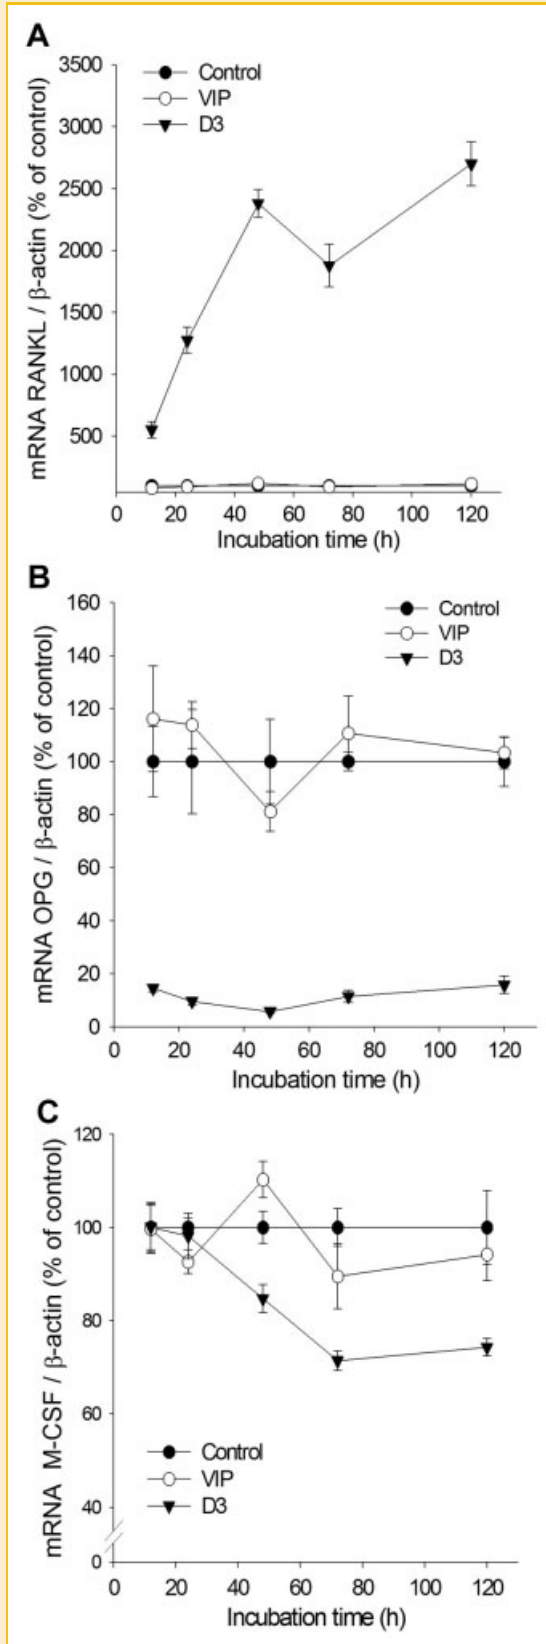 A
mRNA RANKL / β-actin (% of control)
3500
3000
2500
2000
1500
1000
500
Control
VIP
D3
0 20 40 60 80 100 120
Incubation time (h)
B
mRNA OPG / β-actin (% of control)
160
140
120
100
80
60
40
20
0
Control
VIP
D3
0 20 40 60 80 100 120
Incubation time (h)
C
mRNA M-CSF / β-actin (% of control)
120
100
80
60
40
0
Control
VIP
D3
0 20 40 60 80 100 120
Incubation time (h)